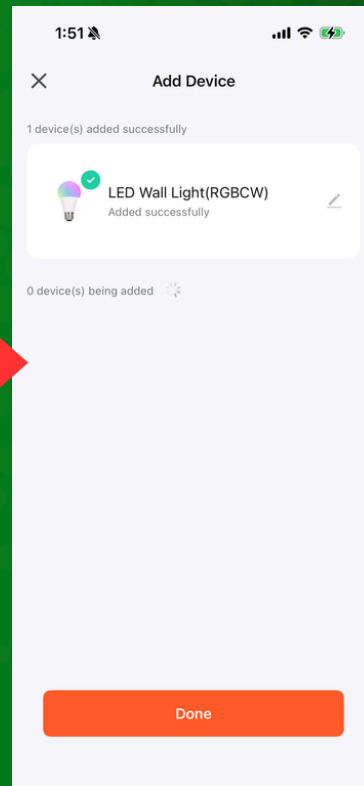 1:51
Add Device
1 device(s) added successfully
LED Wall Light(RGBCW)
Added successfully
0 device(s) being added
Done